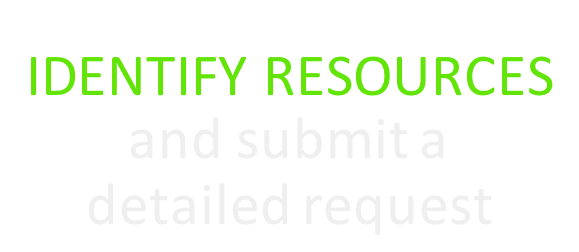 IDENTIFY RESOURCES
and submit a
detailed request